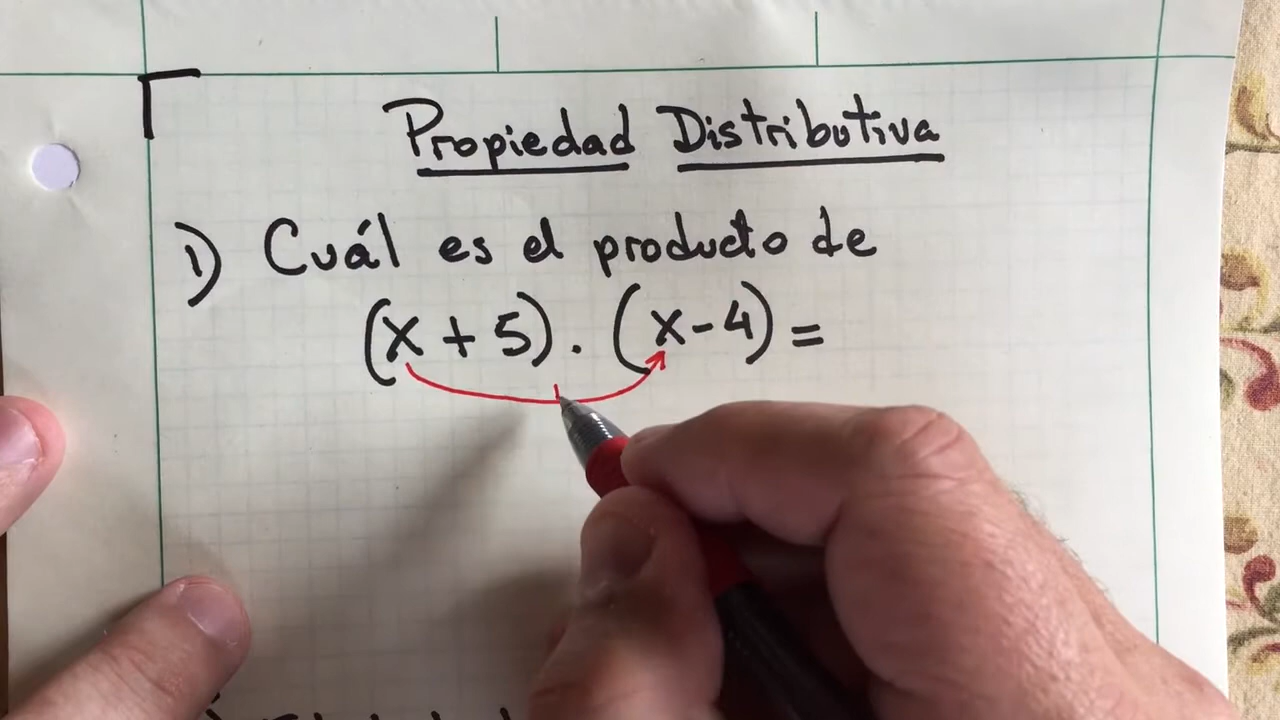 Propiedad Distributiva
1) Cuál es el producto de
(x + 5) . (x - 4) =